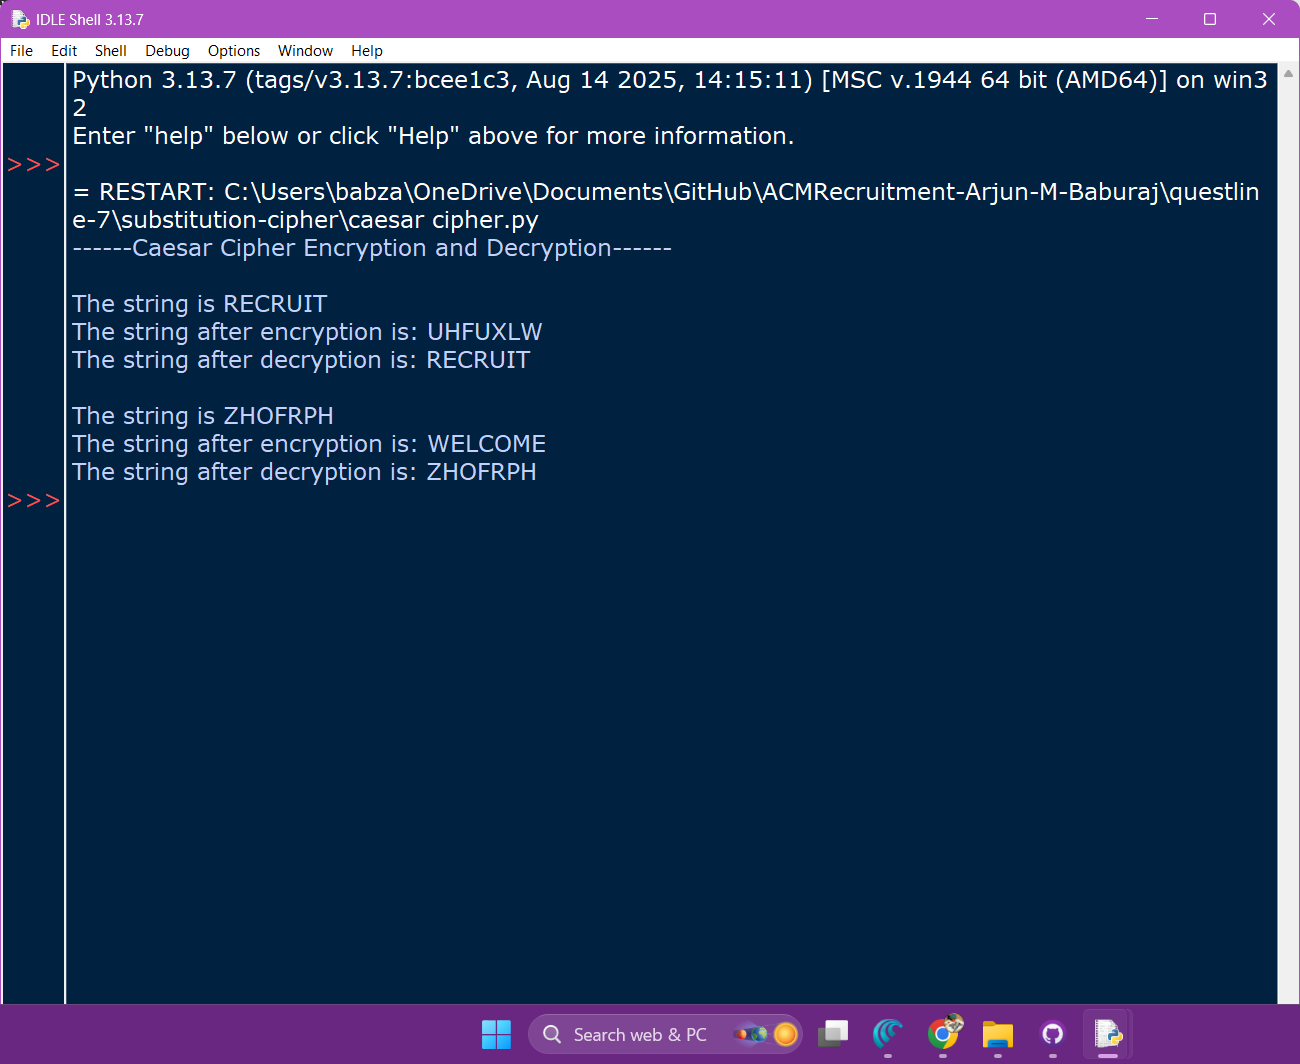 IDLE Shell 3.13.7
File Edit Shell Debug Options Window Help
Python 3.13.7 (tags/v3.13.7:bcee1c3, Aug 14 2025, 14:15:11) [MSC v.1944 64 bit (AMD64)] on win3
2
Enter "help" below or click "Help" above for more information.
>>>
= RESTART: C:\Users\babza\OneDrive\Documents\GitHub\ACMRecruitment-Arjun-M-Baburaj\questlin
e-7\substitution-cipher\caesar cipher.py
------Caesar Cipher Encryption and Decryption------
The string is RECRUIT
The string after encryption is: UHFUXLW
The string after decryption is: RECRUIT
The string is ZHOFRPH
The string after encryption is: WELCOME
The string after decryption is: ZHOFRPH
>>>
Search web & PC